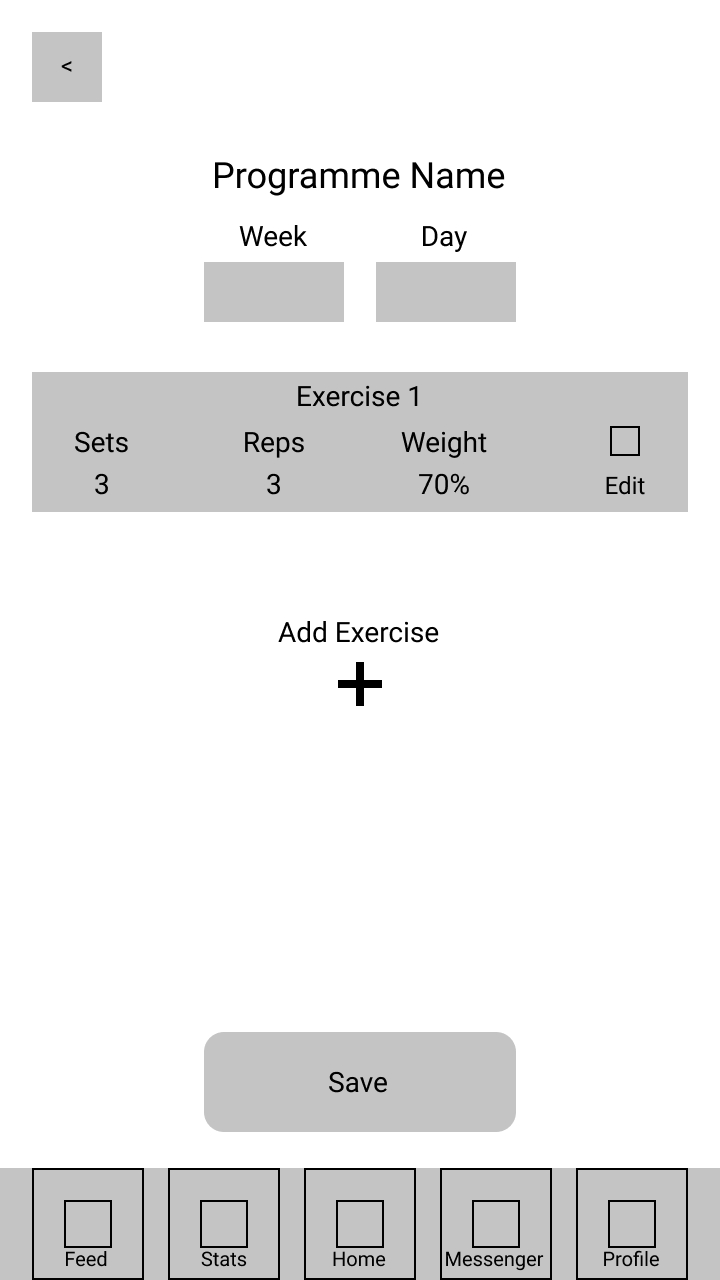 <
Programme Name
Week Day
Exercise 1
Sets Reps Weight
3 3 70% Edit
Add Exercise
Save
Feed Stats Home Messenger Profile